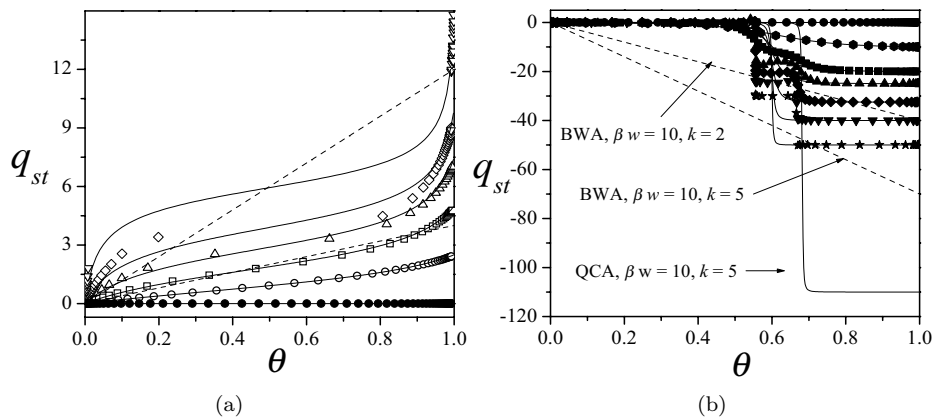 12
9
6
3
0
q_st
0.0 0.2 0.4 0.6 0.8 1.0
θ
(a)
0
-20
-40
-60
-80
-100
-120
q_st
BWA, β w = 10, k = 2
BWA, β w = 10, k = 5
QCA, β w = 10, k = 5
0.0 0.2 0.4 0.6 0.8 1.0
θ
(b)